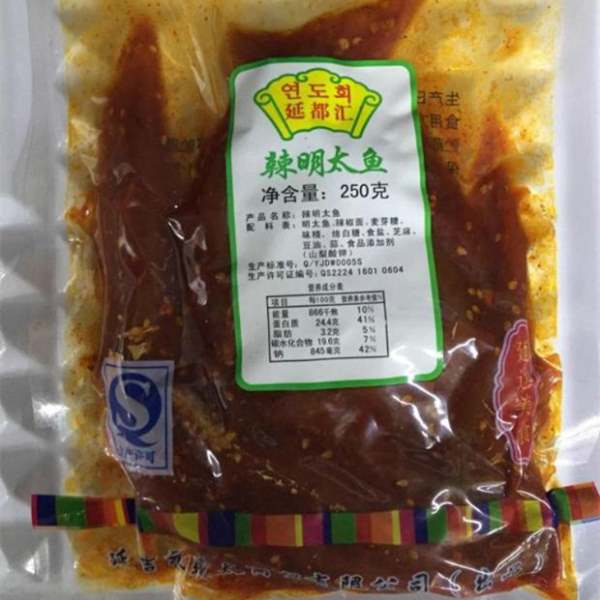 연도회
延都汇
辣明太鱼
净含量：250克
产品名称：辣明太鱼
配料表：明太鱼、辣椒面、麦芽糖、
味精、绵白糖、食盐、芝麻、
豆油、蒜、食品添加剂
（山梨酸钾）
生产标准号：Q/YJDW0005S
生产许可证编号：QS2224 1601 0604
营养成分表
项目 每100克 营养素参考值%
能量 866千焦 10%
蛋白质 24.4克 41%
脂肪 3.2克 5%
碳水化合物 19.6克 7%
钠 845毫克 42%
QS
生产许可